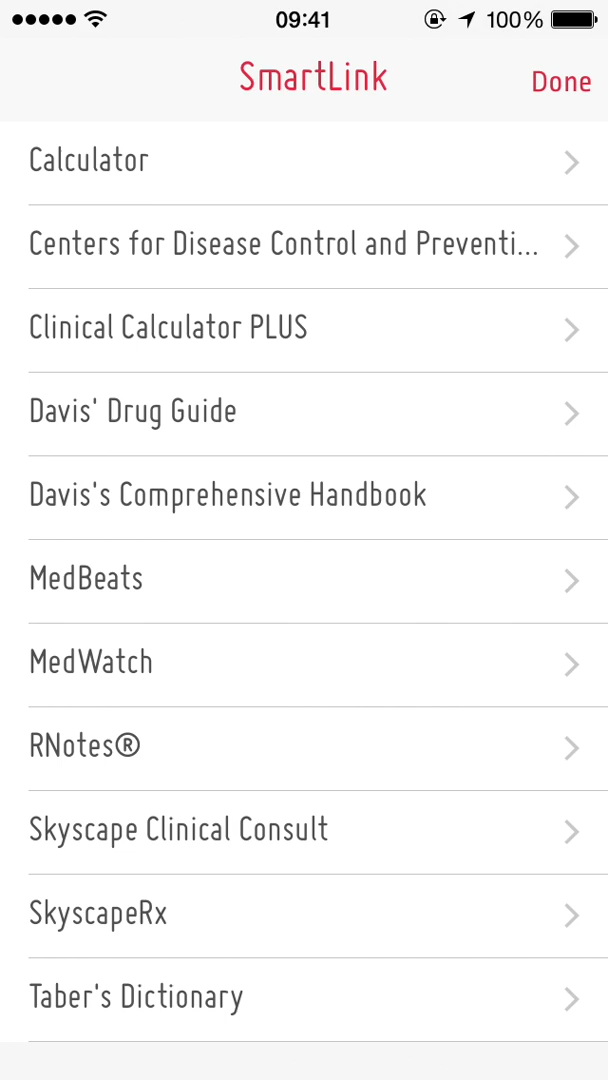 09:41
100%
SmartLink
Done
Calculator
Centers for Disease Control and Preventi...
Clinical Calculator PLUS
Davis' Drug Guide
Davis's Comprehensive Handbook
MedBeats
MedWatch
RNotes®
Skyscape Clinical Consult
SkyscapeRx
Taber's Dictionary